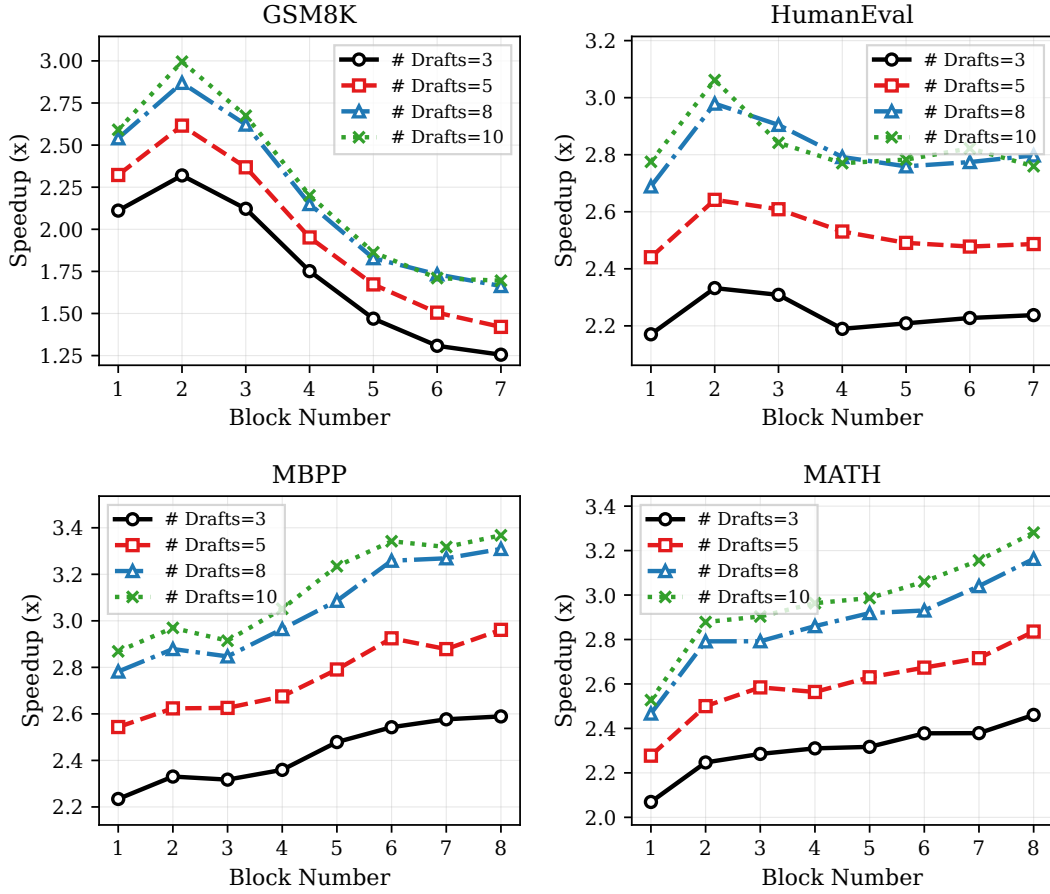 GSM8K
3.00
2.75
2.50
2.25
2.00
1.75
1.50
1.25
Speedup (x)
# Drafts=3
# Drafts=5
# Drafts=8
# Drafts=10
1 2 3 4 5 6 7
Block Number
HumanEval
3.2
3.0
2.8
2.6
2.4
2.2
Speedup (x)
# Drafts=3
# Drafts=5
# Drafts=8
# Drafts=10
1 2 3 4 5 6 7
Block Number
MBPP
3.4
3.2
3.0
2.8
2.6
2.4
2.2
Speedup (x)
# Drafts=3
# Drafts=5
# Drafts=8
# Drafts=10
1 2 3 4 5 6 7 8
Block Number
MATH
3.4
3.2
3.0
2.8
2.6
2.4
2.2
2.0
Speedup (x)
# Drafts=3
# Drafts=5
# Drafts=8
# Drafts=10
1 2 3 4 5 6 7 8
Block Number